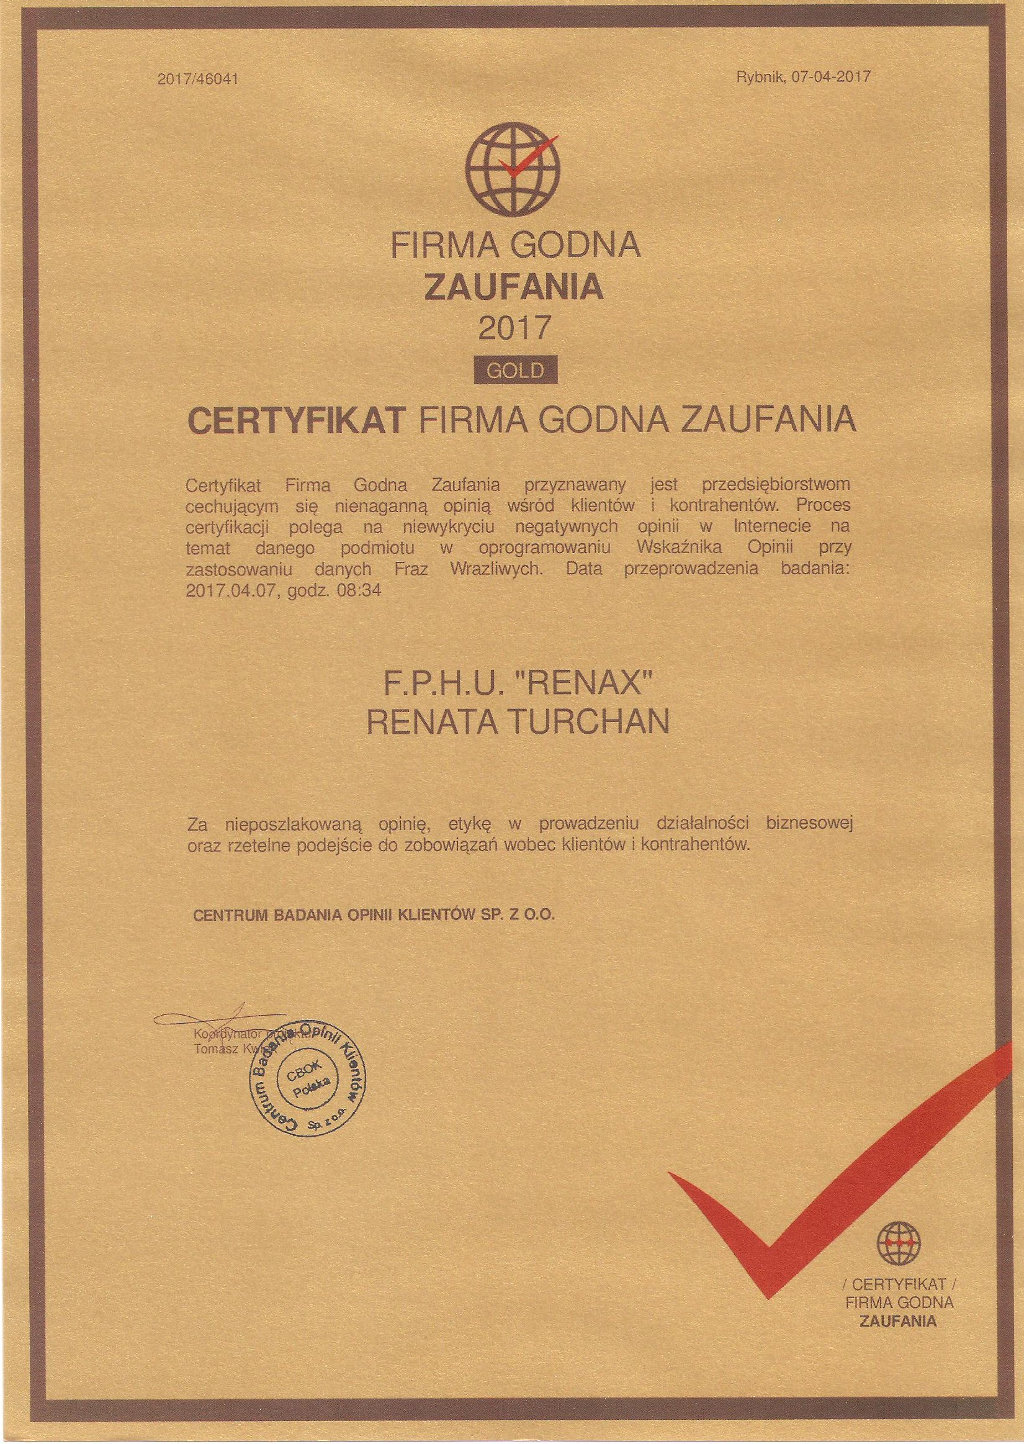 2017/46041
Rybnik, 07-04-2017
FIRMA GODNA
ZAUFANIA
2017
GOLD
CERTYFIKAT FIRMA GODNA ZAUFANIA
Certyfikat Firma Godna Zaufania przyznawany jest przedsiębiorstwom
cechującym się nienaganną opinią wśród klientów i kontrahentów. Proces
certyfikacji polega na niewykryciu negatywnych opinii w Internecie na
temat danego podmiotu w oprogramowaniu Wskaźnika Opinii przy
zastosowaniu danych Fraz Wrazliwych. Data przeprowadzenia badania:
2017.04.07, godz. 08:34
F.P.H.U. "RENAX"
RENATA TURCHAN
Za nieposzlakowaną opinię, etykę w prowadzeniu działalności biznesowej
oraz rzetelne podejście do zobowiązań wobec klientów i kontrahentów.
CENTRUM BADANIA OPINII KLIENTÓW SP. Z O.O.
Koordynator
Tomasz
Centrum Badania Opinii Klientów
Sp. z o.o.
CBOK
Polska
/ CERTYFIKAT /
FIRMA GODNA
ZAUFANIA